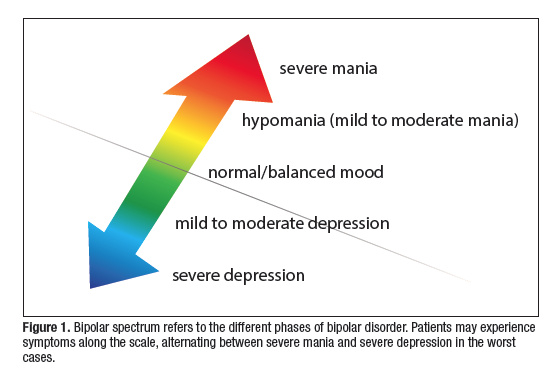 severe mania
hypomania (mild to moderate mania)
normal/balanced mood
mild to moderate depression
severe depression
Figure 1. Bipolar spectrum refers to the different phases of bipolar disorder. Patients may experience
symptoms along the scale, alternating between severe mania and severe depression in the worst
cases.